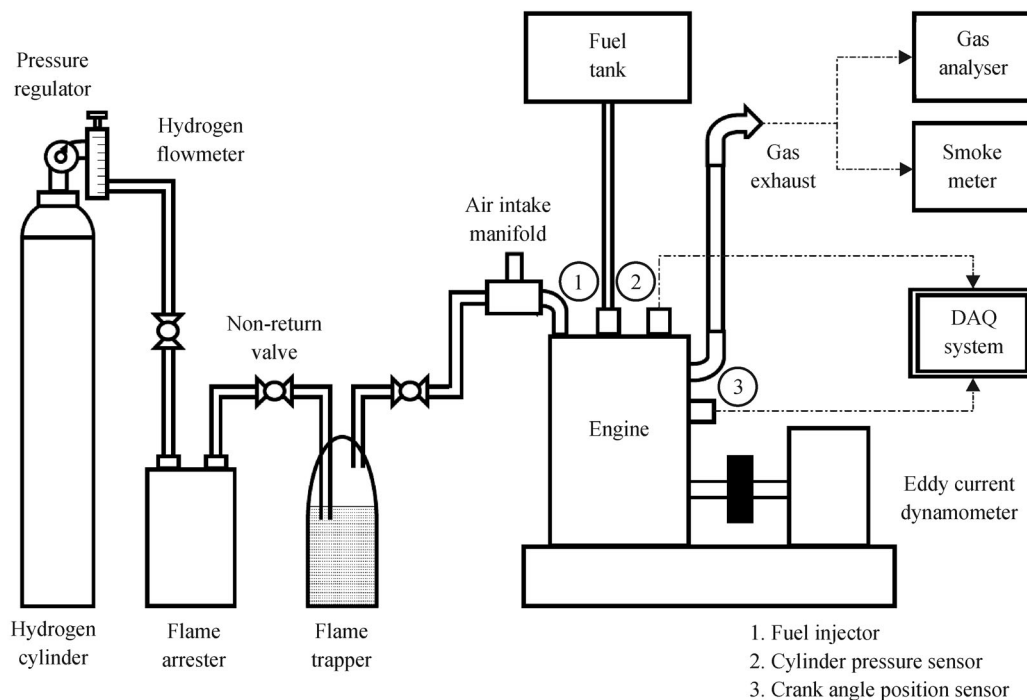 Pressure
regulator
Hydrogen
flowmeter
Fuel
tank
Gas
analyser
Gas
exhaust
Smoke
meter
Air intake
manifold
1
2
Non-return
valve
DAQ
system
3
Engine
Eddy current
dynamometer
Hydrogen
cylinder
Flame
arrester
Flame
trapper
1. Fuel injector
2. Cylinder pressure sensor
3. Crank angle position sensor